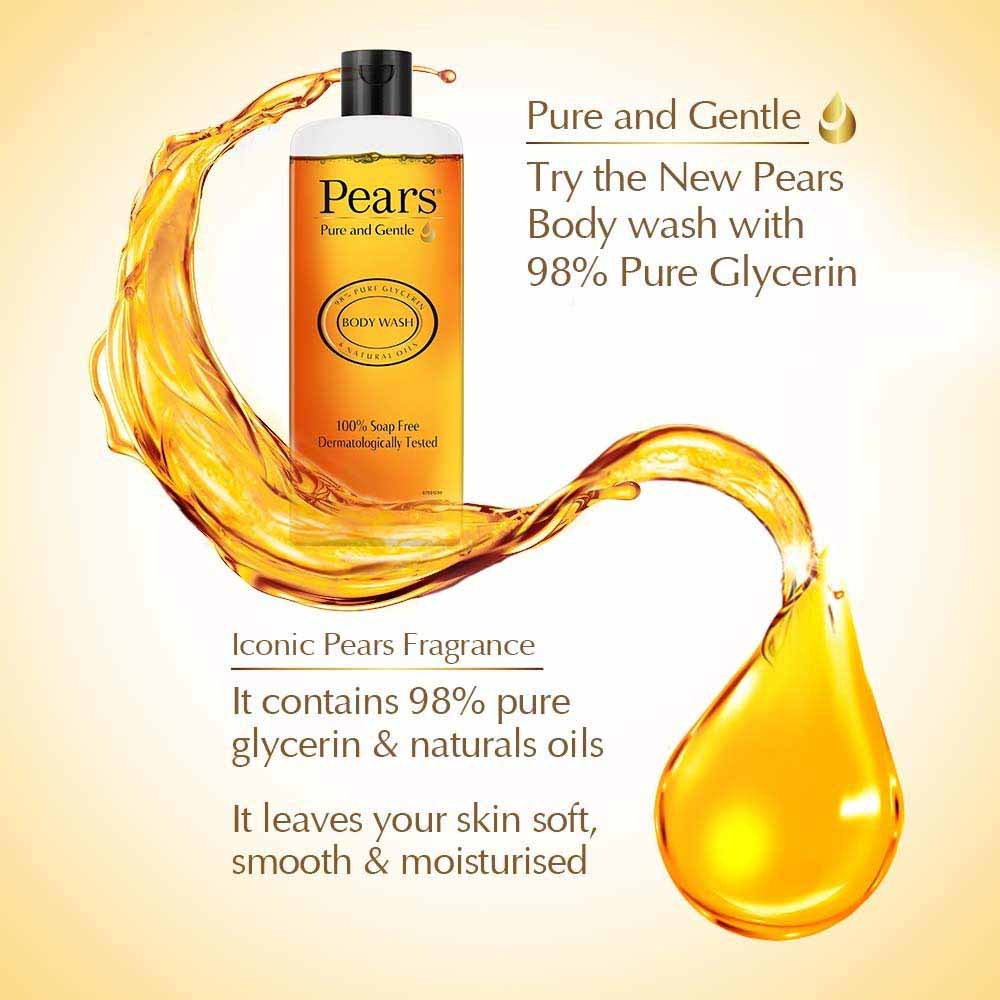 Pears®
Pure and Gentle
98% PURE GLYCERIN
BODY WASH
& NATURAL OILS
100% Soap Free
Dermatologically Tested
Pure and Gentle
Try the New Pears
Body wash with
98% Pure Glycerin
Iconic Pears Fragrance
It contains 98% pure
glycerin & naturals oils
It leaves your skin soft,
smooth & moisturised